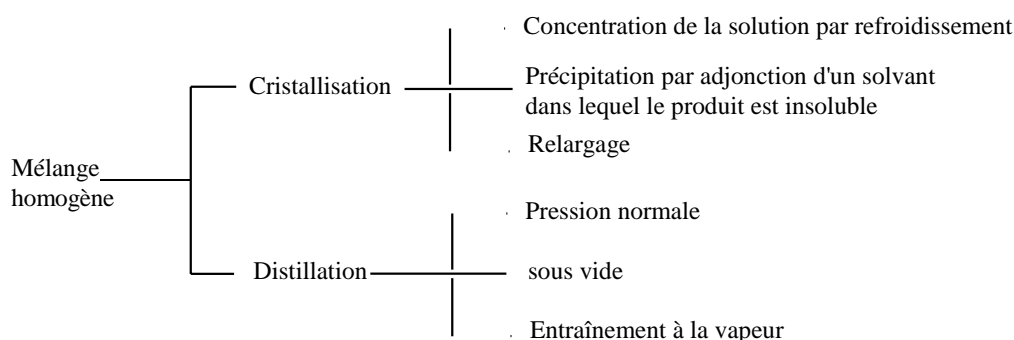 Concentration de la solution par refroidissement
Cristallisation
Précipitation par adjonction d'un solvant
dans lequel le produit est insoluble
Relargage
Mélange
homogène
Pression normale
Distillation
sous vide
Entraînement à la vapeur